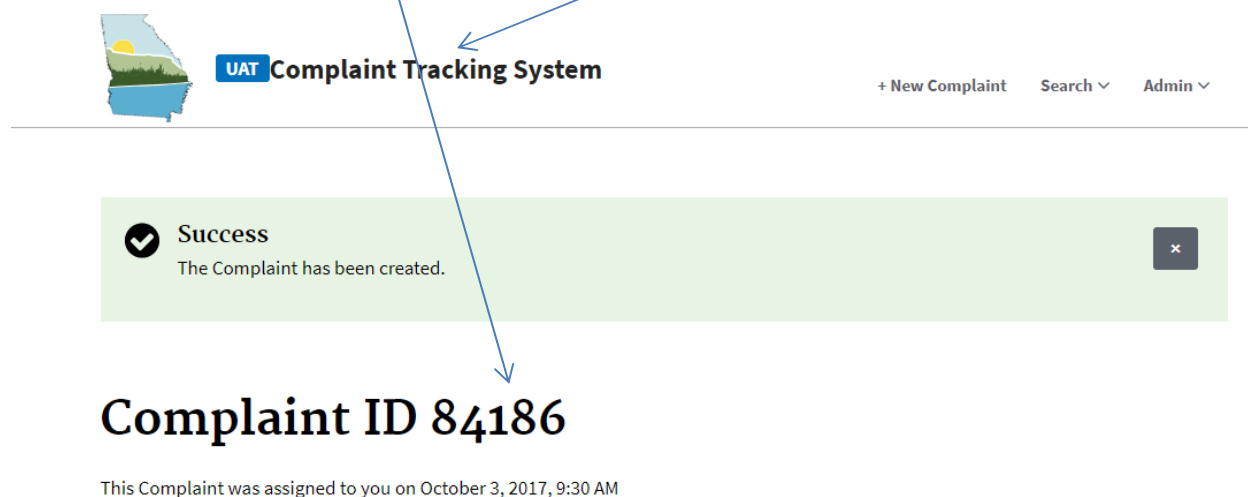 UAT Complaint Tracking System
+ New Complaint Search Admin
Success
The Complaint has been created.
×
Complaint ID 84186
This Complaint was assigned to you on October 3, 2017, 9:30 AM